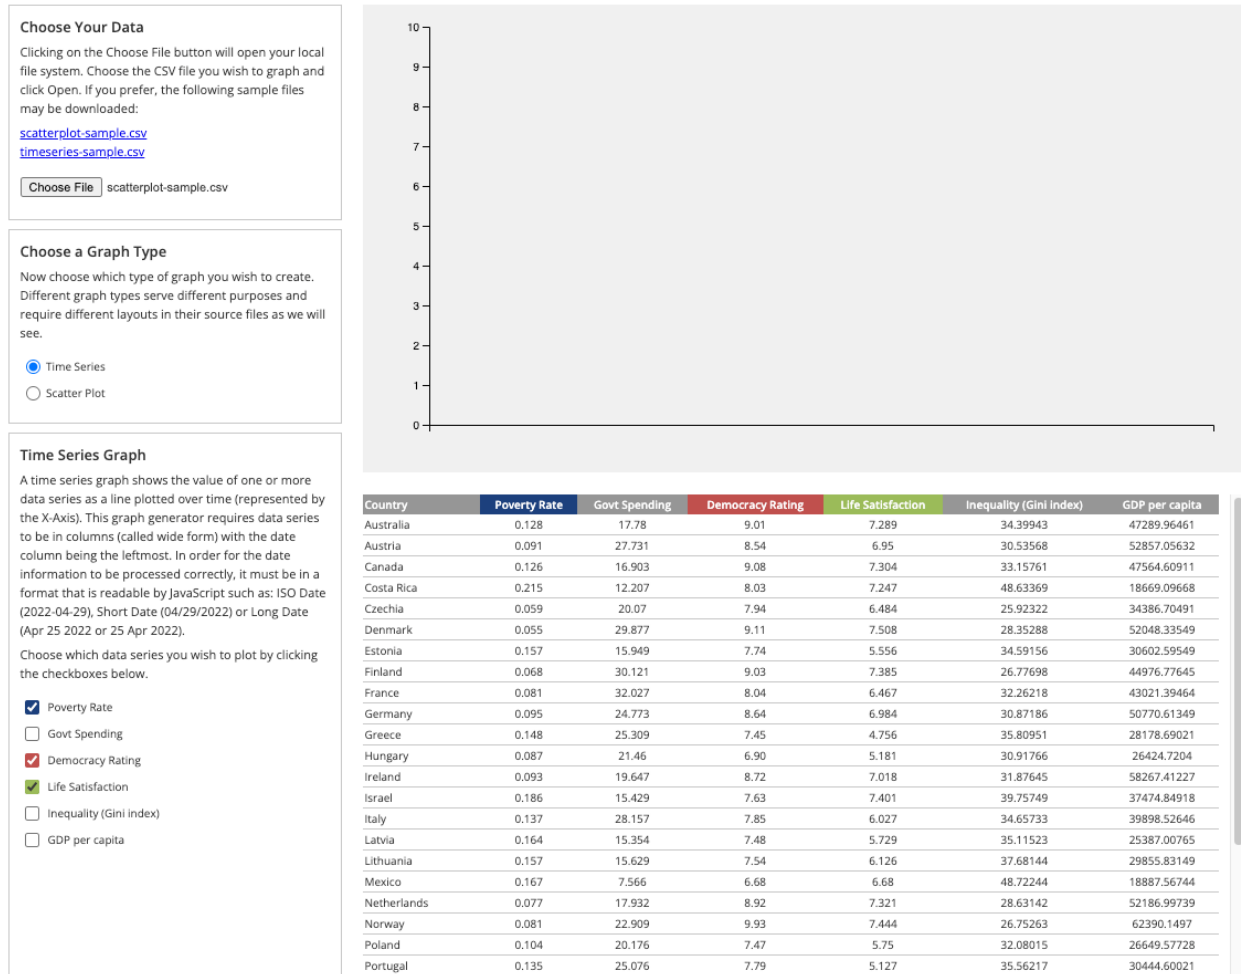 Choose Your Data
Clicking on the Choose File button will open your local
file system. Choose the CSV file you wish to graph and
click Open. If you prefer, the following sample files
may be downloaded:
scatterplot-sample.csv
timeseries-sample.csv
Choose File scatterplot-sample.csv
Choose a Graph Type
Now choose which type of graph you wish to create.
Different graph types serve different purposes and
require different layouts in their source files as we will
see.
Time Series
Scatter Plot
Time Series Graph
A time series graph shows the value of one or more
data series as a line plotted over time (represented by
the X-Axis). This graph generator requires data series
to be in columns (called wide form) with the date
column being the leftmost. In order for the date
information to be processed correctly, it must be in a
format that is readable by JavaScript such as: ISO Date
(2022-04-29), Short Date (04/29/2022) or Long Date
(Apr 25 2022 or 25 Apr 2022).
Choose which data series you wish to plot by clicking
the checkboxes below.
Poverty Rate
Govt Spending
Democracy Rating
Life Satisfaction
Inequality (Gini index)
GDP per capita
10
9
8
7
6
5
4
3
2
1
0
Country Poverty Rate Govt Spending Democracy Rating Life Satisfaction Inequality (Gini index) GDP per capita
Australia 0.128 17.78 9.01 7.289 34.39943 47289.96461
Austria 0.091 27.731 8.54 6.95 30.53568 52857.05632
Canada 0.126 16.903 9.08 7.304 33.15761 47564.60911
Costa Rica 0.215 12.207 8.03 7.247 48.63369 18669.09668
Czechia 0.059 20.07 7.94 6.484 25.92322 34386.70491
Denmark 0.055 29.877 9.11 7.508 28.35288 52048.33549
Estonia 0.157 15.949 7.74 5.556 34.59156 30602.59549
Finland 0.068 30.121 9.03 7.385 26.77698 44976.77645
France 0.081 32.027 8.04 6.467 32.26218 43021.39464
Germany 0.095 24.773 8.64 6.984 30.87186 50770.61349
Greece 0.148 25.309 7.45 4.756 35.80951 28178.69021
Hungary 0.087 21.46 6.90 5.181 30.91766 26424.7204
Ireland 0.093 19.647 8.72 7.018 31.87645 58267.41227
Israel 0.186 15.429 7.63 7.401 39.75749 37474.84918
Italy 0.137 28.157 7.85 6.027 34.65733 39898.52646
Latvia 0.164 15.354 7.48 5.729 35.11523 25387.00765
Lithuania 0.157 15.629 7.54 6.126 37.68144 29855.83149
Mexico 0.167 7.566 6.68 6.68 48.72244 18887.56744
Netherlands 0.077 17.932 8.92 7.321 28.63142 52186.99739
Norway 0.081 22.909 9.93 7.444 26.75263 62390.1497
Poland 0.104 20.176 7.47 5.75 32.08015 26649.57728
Portugal 0.135 25.076 7.79 5.127 35.56217 30444.60021